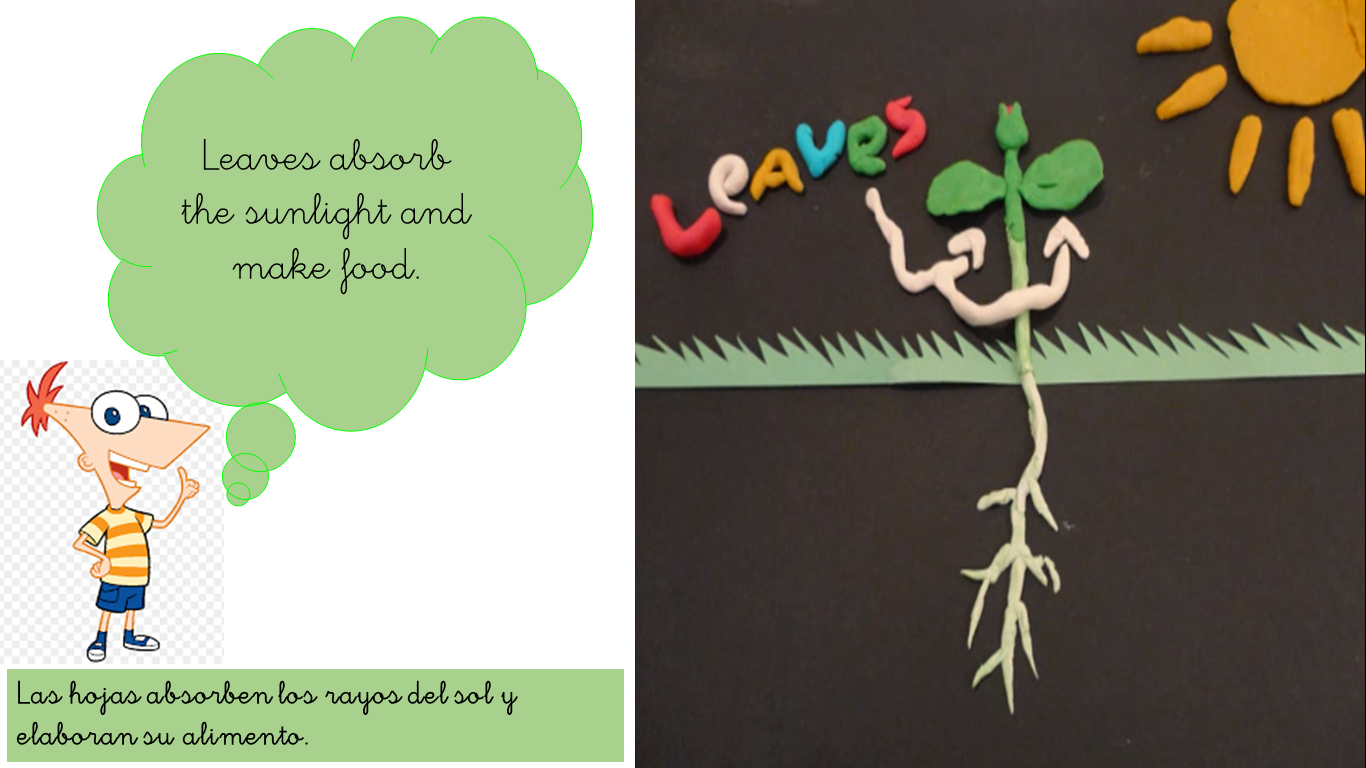 Leaves absorb
the sunlight and
make food.
Las hojas absorben los rayos del sol y
elaboran su alimento.
LeAVeS